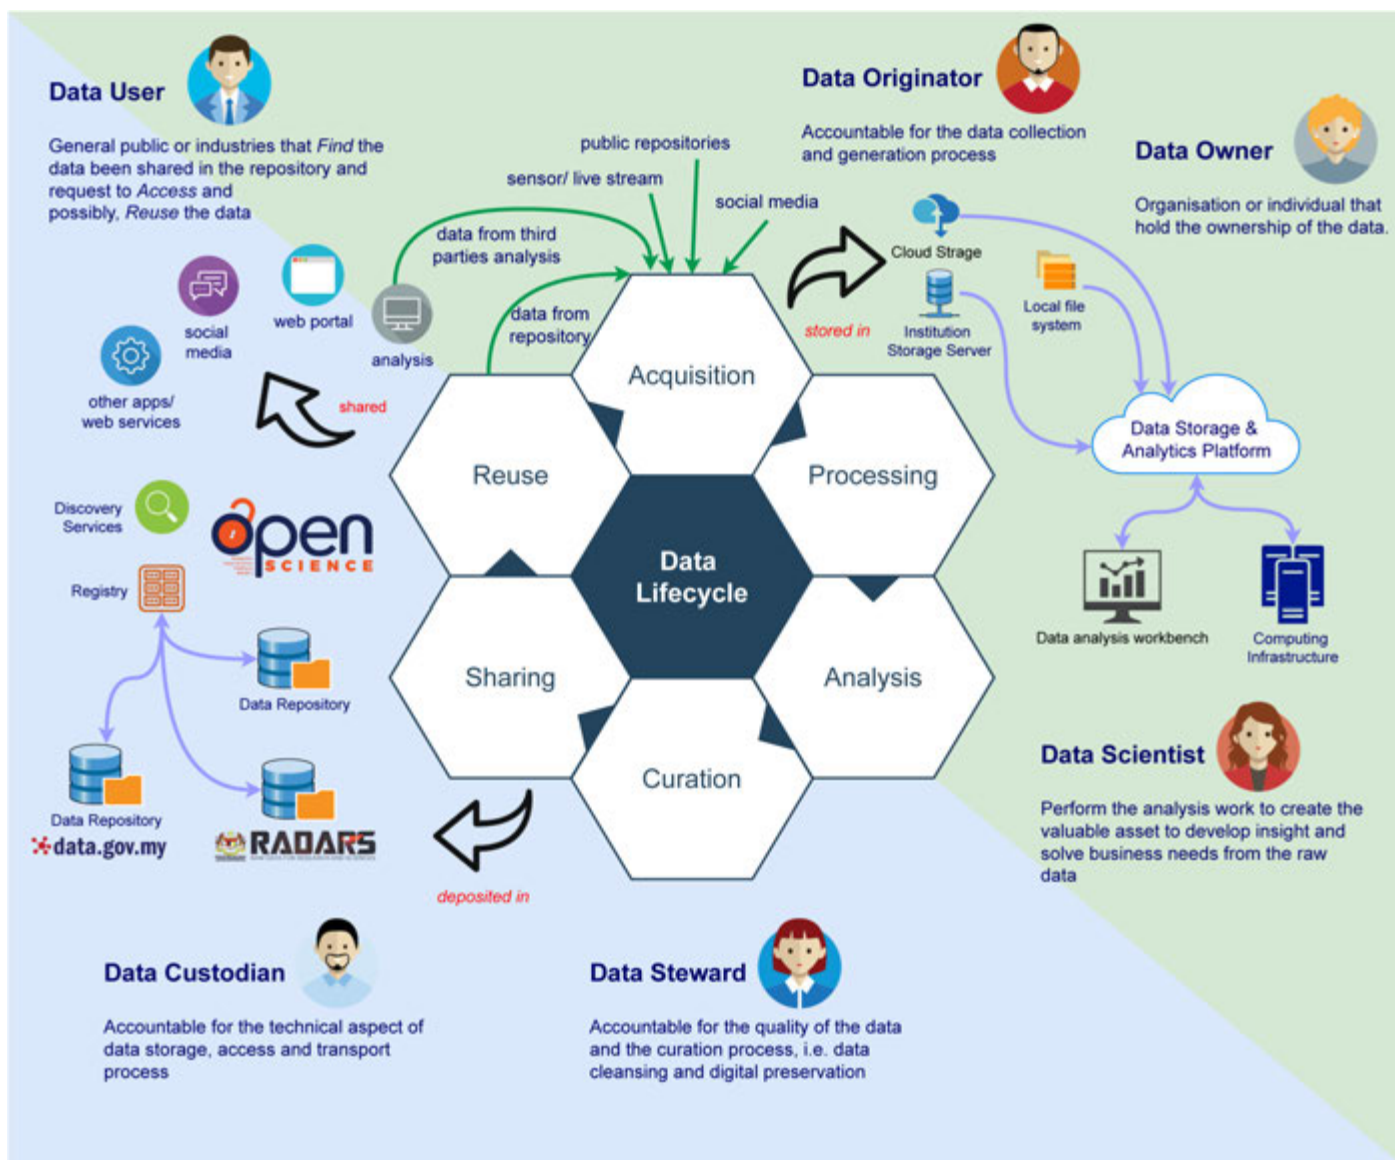 Data User
General public or industries that Find the
data been shared in the repository and
request to Access and
possibly, Reuse the data
Data Originator
Accountable for the data collection
and generation process
Data Owner
Organisation or individual that
hold the ownership of the data.
public repositories
sensor/ live stream
social media
data from third
parties analysis
data from
repository
web portal
social
media
analysis
other apps/
web services
shared
stored in
Cloud Strage
Institution
Storage Server
Local file
system
Data Storage &
Analytics Platform
Data analysis workbench
Computing
Infrastructure
Acquisition
Processing
Analysis
Curation
Sharing
Reuse
Data
Lifecycle
Discovery
Services
open
SCIENCE
Registry
Data Repository
Data Repository
data.gov.my
RADARS
deposited in
Data Scientist
Perform the analysis work to create the
valuable asset to develop insight and
solve business needs from the raw
data
Data Custodian
Accountable for the technical aspect of
data storage, access and transport
process
Data Steward
Accountable for the quality of the data
and the curation process, i.e. data
cleansing and digital preservation